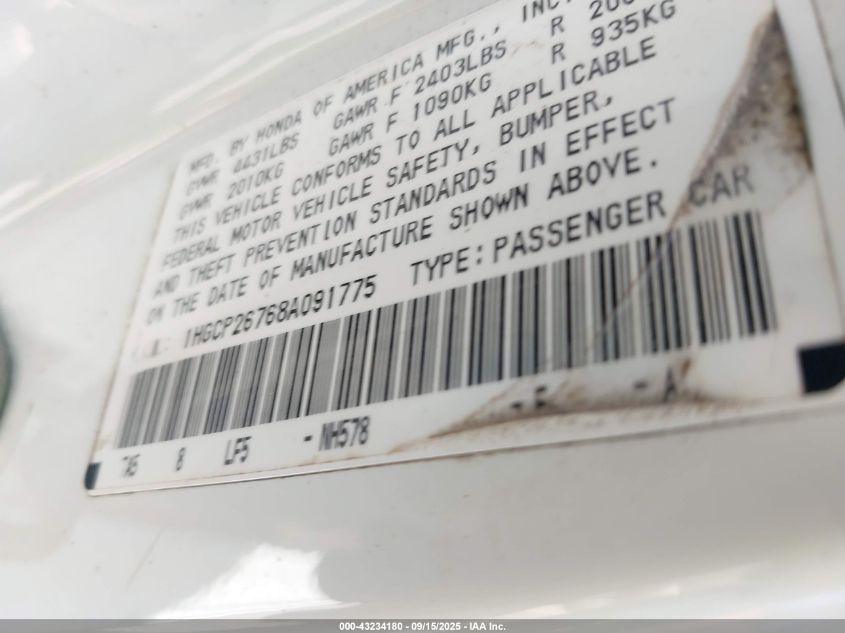 MFD. BY HONDA OF AMERICA MFG., INC.
GVWR 4431LBS GAWR F 2403LBS R
GVWR 2010KG GAWR F 1090KG R 935KG
THIS VEHICLE CONFORMS TO ALL APPLICABLE
FEDERAL MOTOR VEHICLE SAFETY, BUMPER,
AND THEFT PREVENTION STANDARDS IN EFFECT
ON THE DATE OF MANUFACTURE SHOWN ABOVE.
1HGCP26768A091775 TYPE: PASSENGER CAR
TA5 8 LF5 - NH578 - E - A
000-43234180 - 09/15/2025 - IAA Inc.